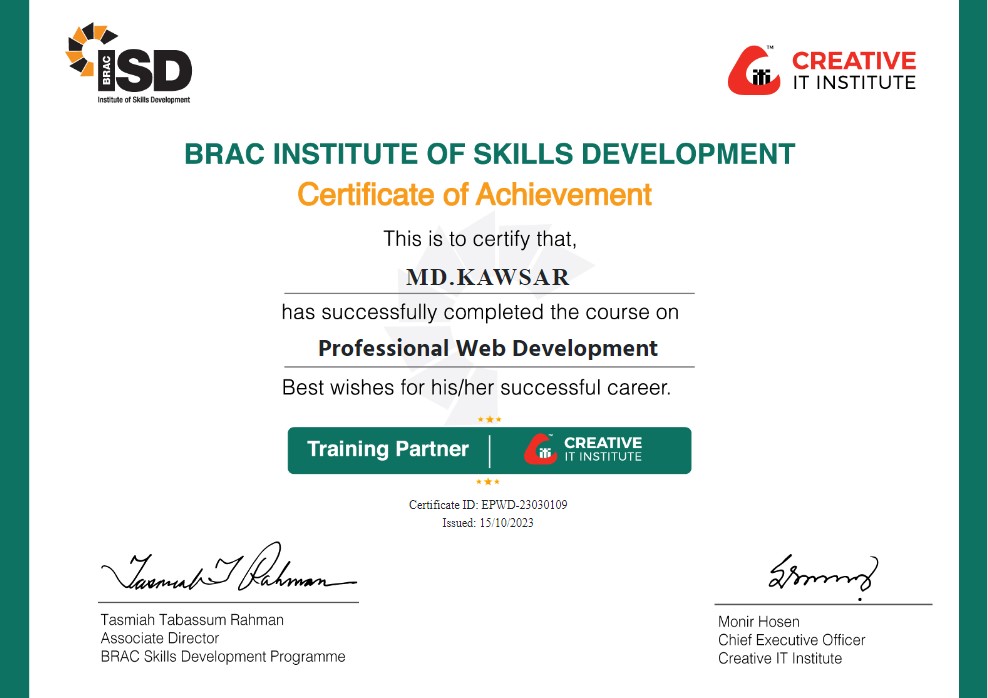 BRAC
ISD
Institute of Skills Development
CREATIVE
IT INSTITUTE
BRAC INSTITUTE OF SKILLS DEVELOPMENT
Certificate of Achievement
This is to certify that,
MD.KAWSAR
has successfully completed the course on
Professional Web Development
Best wishes for his/her successful career.
Training Partner
CREATIVE
IT INSTITUTE
Certificate ID: EPWD-23030109
Issued: 15/10/2023
Tasmiah T Rahman
Tasmiah Tabassum Rahman
Associate Director
BRAC Skills Development Programme
Monir Hosen
Chief Executive Officer
Creative IT Institute